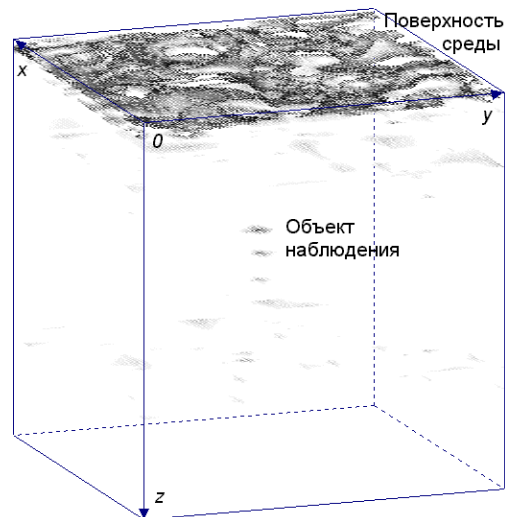 Поверхность
среды
x
0
y
Объект
наблюдения
z